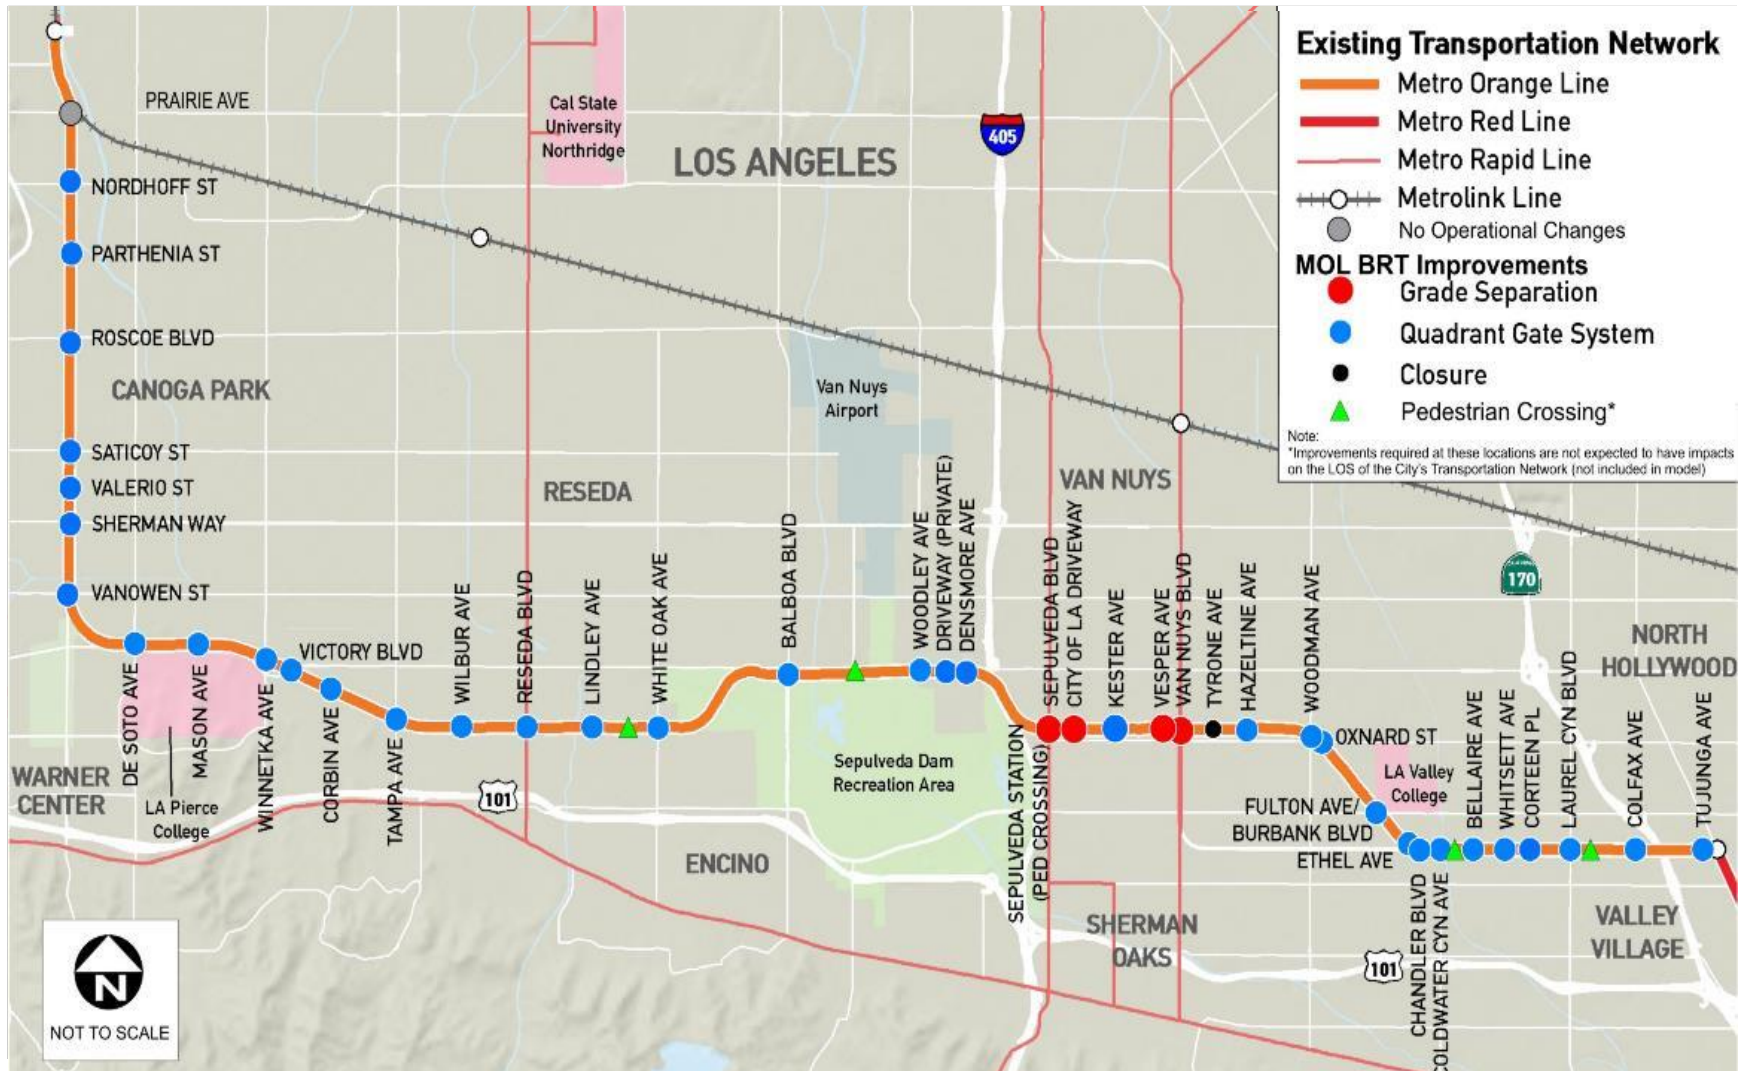 Existing Transportation Network
Metro Orange Line
Metro Red Line
Metro Rapid Line
Metrolink Line
No Operational Changes
MOL BRT Improvements
Grade Separation
Quadrant Gate System
Closure
Pedestrian Crossing*
Note:
*Improvements required at these locations are not expected to have impacts
on the LOS of the City's Transportation Network (not included in model)
PRAIRIE AVE
Cal State
University
Northridge
LOS ANGELES
405
NORDHOFF ST
PARTHENIA ST
ROSCOE BLVD
CANOGA PARK
Van Nuys
Airport
SATICOY ST
VALERIO ST
SHERMAN WAY
VANOWEN ST
RESEDA
VAN NUYS
170
NORTH
HOLLYWOOD
DE SOTO AVE
MASON AVE
WINNETKA AVE
VICTORY BLVD
CORBIN AVE
TAMPA AVE
WILBUR AVE
RESEDA BLVD
LINDLEY AVE
WHITE OAK AVE
BALBOA BLVD
WOODLEY AVE
DRIVEWAY (PRIVATE)
DENSMORE AVE
SEPULVEDA STATION
(PED CROSSING)
SEPULVEDA BLVD
CITY OF LA DRIVEWAY
KESTER AVE
VESPER AVE
VAN NUYS BLVD
TYRONE AVE
HAZELTINE AVE
WOODMAN AVE
OXNARD ST
LA Valley
College
FULTON AVE/
BURBANK BLVD
ETHEL AVE
CHANDLER BLVD
COLDWATER CYN AVE
BELLAIRE AVE
WHITSETT AVE
CORTEEN PL
LAUREL CYN BLVD
COLFAX AVE
TUJUNGA AVE
WARNER
CENTER
LA Pierce
College
101
Sepulveda Dam
Recreation Area
ENCINO
SHERMAN
OAKS
101
VALLEY
VILLAGE
N
NOT TO SCALE